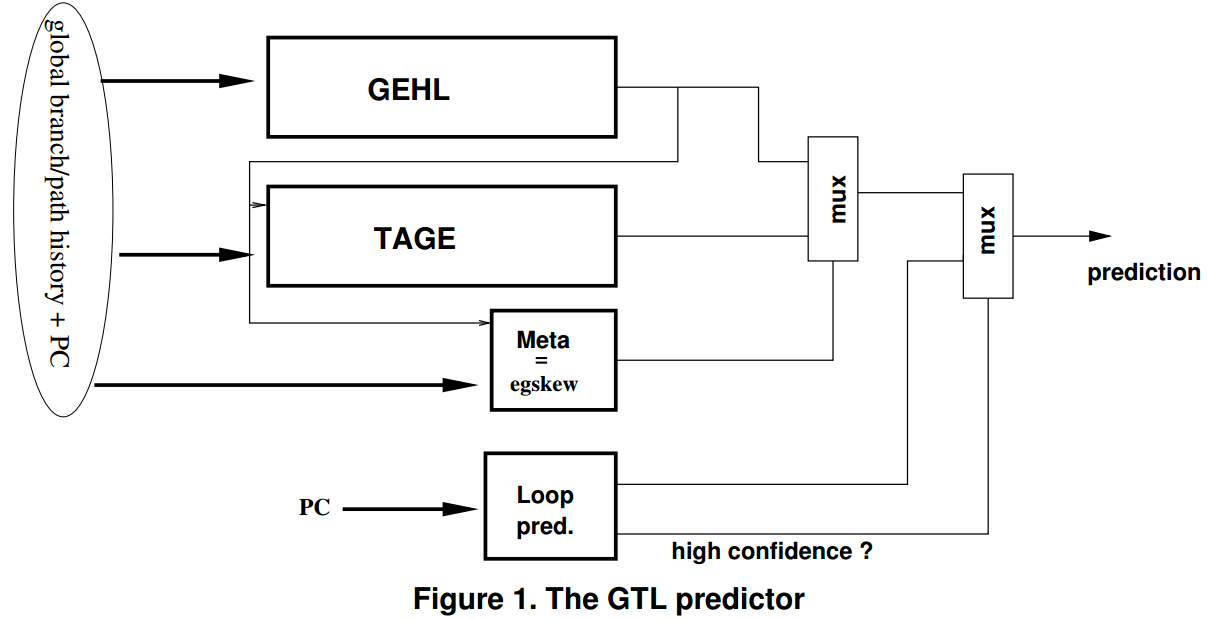 global branch/path history + PC
GEHL
TAGE
mux
mux
prediction
Meta
=
egskew
PC
Loop
pred.
high confidence ?
Figure 1. The GTL predictor